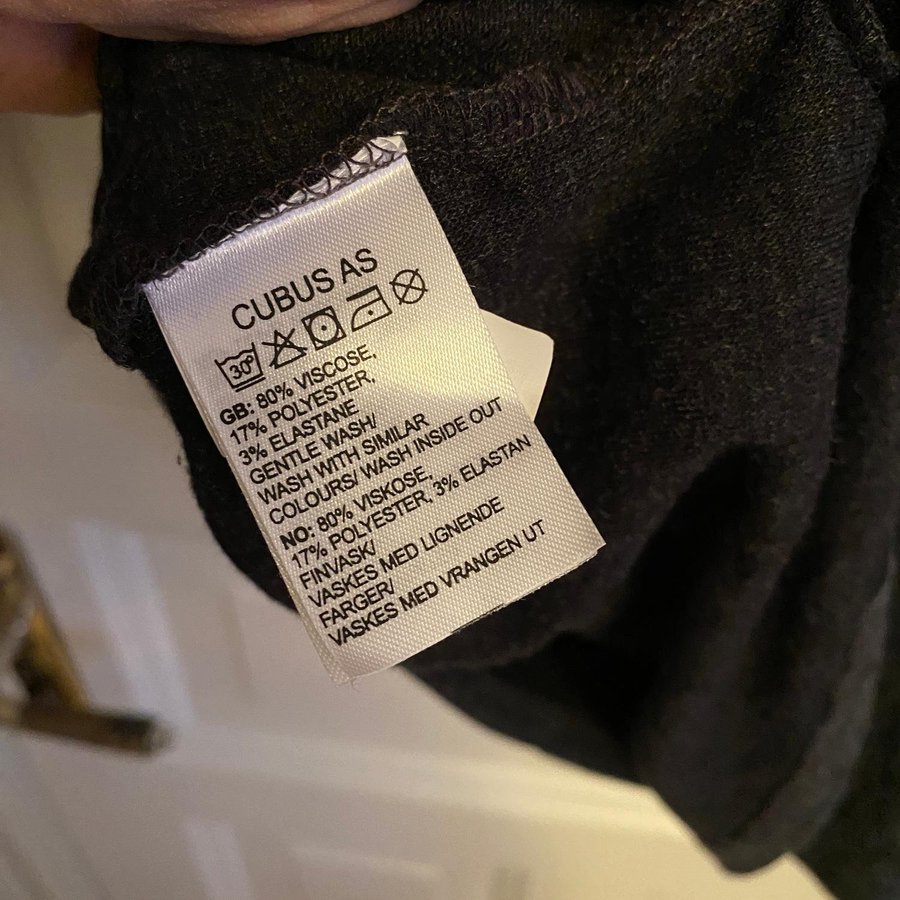 CUBUS AS
30°
GB: 80% VISCOSE,
17% POLYESTER,
3% ELASTANE
GENTLE WASH/
WASH WITH SIMILAR
COLOURS/ WASH INSIDE OUT
NO: 80% VISKOSE,
17% POLYESTER, 3% ELASTAN
FINVASK/
VASKES MED LIGNENDE
FARGER/
VASKES MED VRANGEN UT